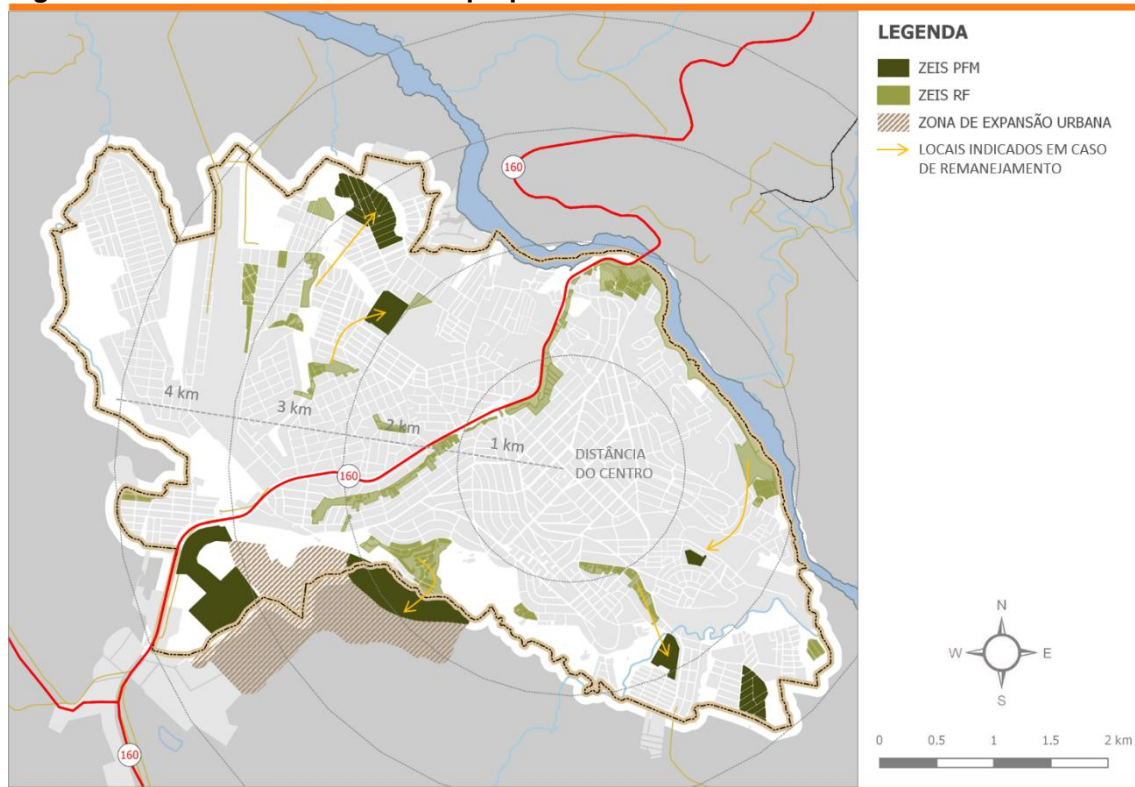 LEGENDA
ZEIS PFM
ZEIS RF
ZONA DE EXPANSÃO URBANA
LOCAIS INDICADOS EM CASO
DE REMANEJAMENTO
160
4 km
3 km
2 km
1 km
DISTÂNCIA
DO CENTRO
160
160
N
W
E
S
0
0.5
1
1.5
2 km